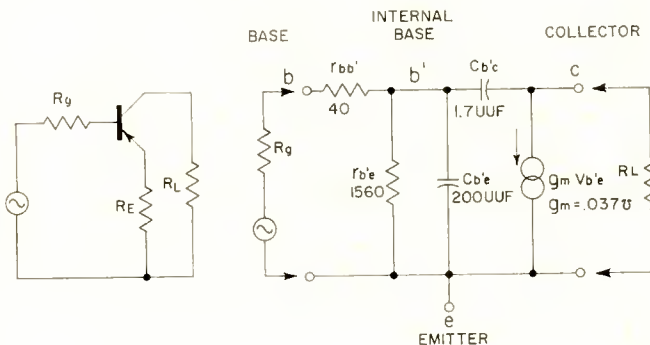 INTERNAL
BASE
BASE
COLLECTOR
b
rbb'
40
b'
Cb'c
1.7UUF
c
Rg
RE
RL
Rg
rb'e
1560
Cb'e
200UUF
gm Vb'e
gm=.037℧
RL
e
EMITTER